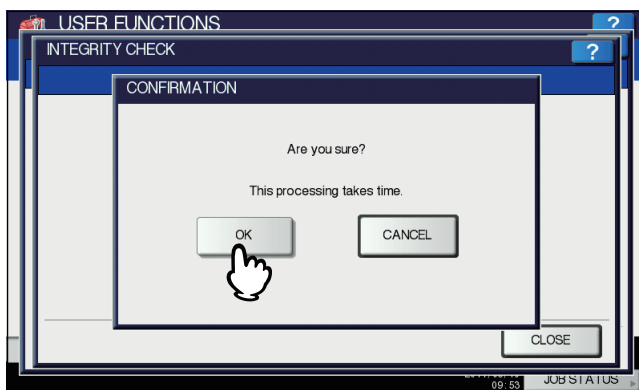 USER FUNCTIONS
?
INTEGRITY CHECK
?
CONFIRMATION
Are you sure?
This processing takes time.
OK
CANCEL
CLOSE
09:53
JOB STATUS